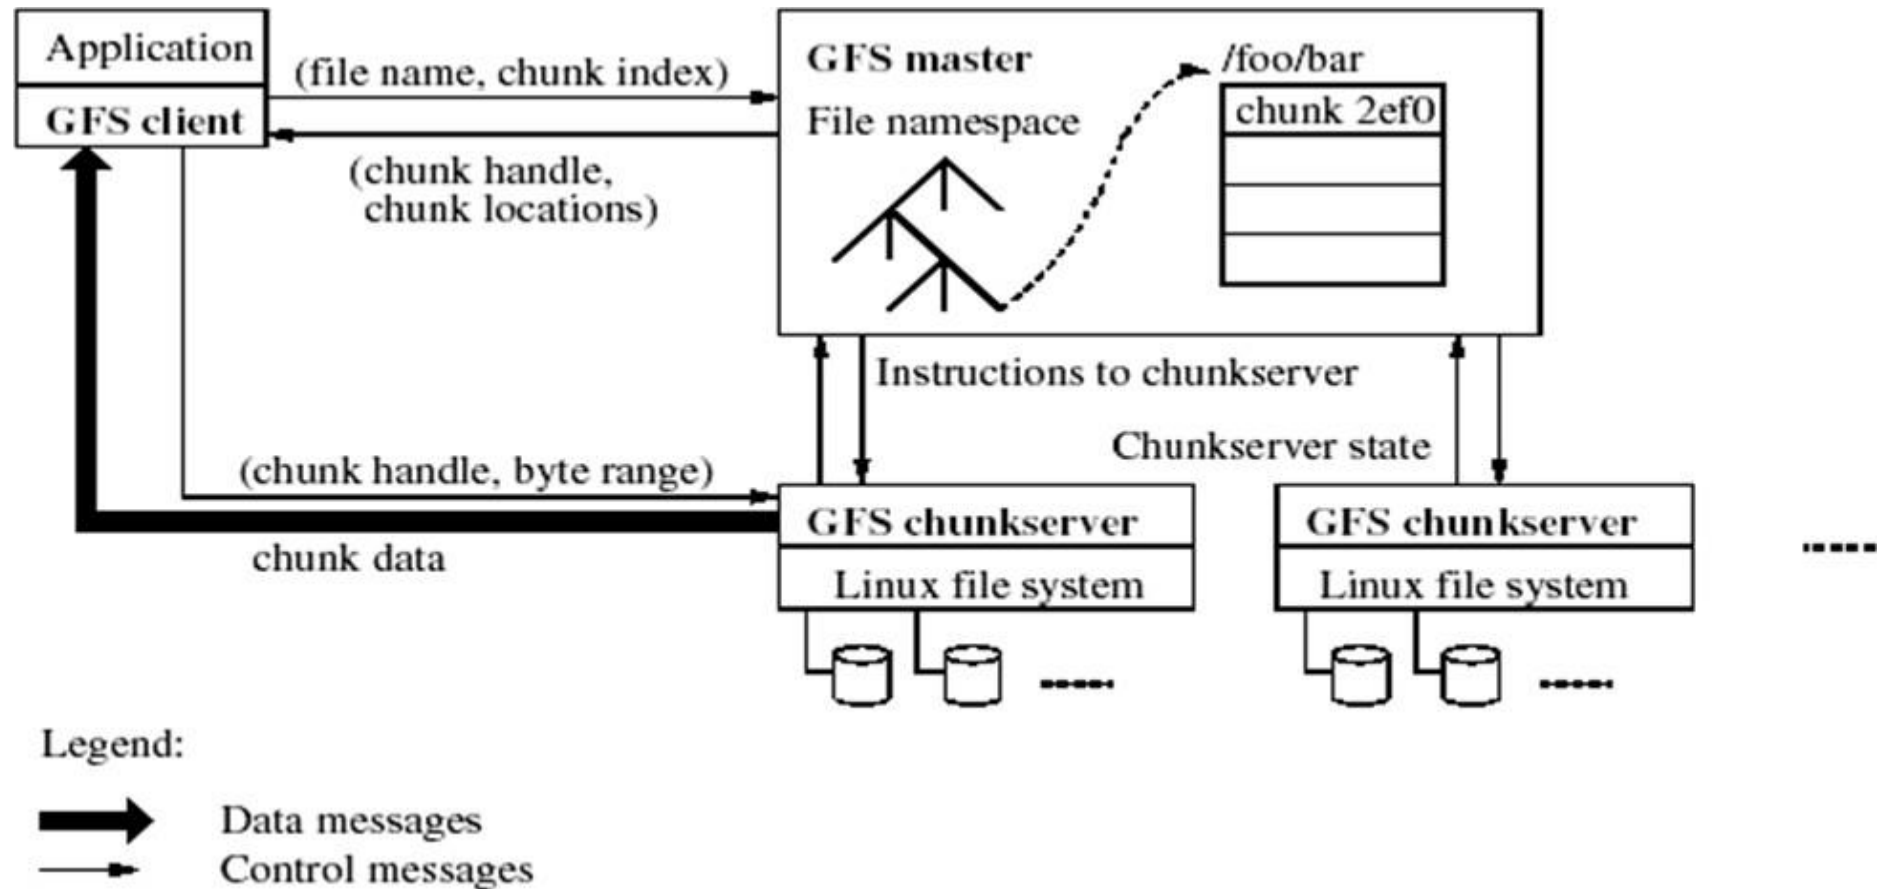 Application
GFS client
(file name, chunk index)
(chunk handle,
chunk locations)
GFS master
File namespace
/foo/bar
chunk 2ef0
Instructions to chunkserver
Chunkserver state
(chunk handle, byte range)
chunk data
GFS chunkserver
Linux file system
GFS chunkserver
Linux file system
Legend:
Data messages
Control messages